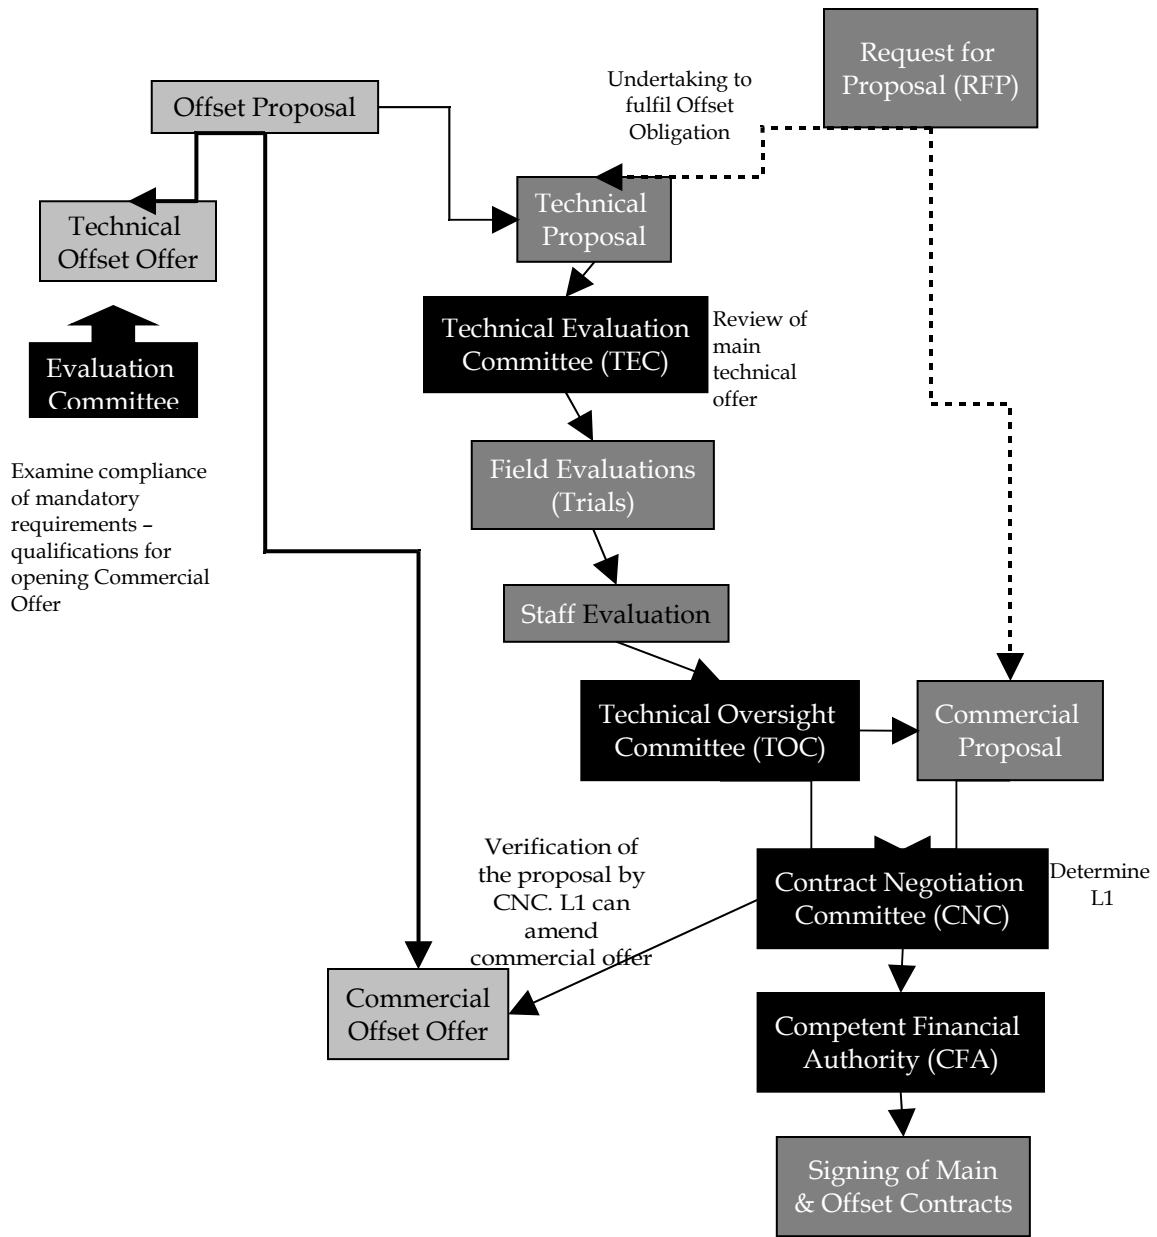 Request for
Proposal (RFP)
Undertaking to
fulfil Offset
Obligation
Offset Proposal
Technical
Proposal
Technical
Offset Offer
Technical Evaluation
Committee (TEC)
Review of
main
technical
offer
Evaluation
Committee
Field Evaluations
(Trials)
Examine compliance
of mandatory
requirements –
qualifications for
opening Commercial
Offer
Staff Evaluation
Technical Oversight
Committee (TOC)
Commercial
Proposal
Verification of
the proposal by
CNC. L1 can
amend
commercial offer
Contract Negotiation
Committee (CNC)
Determine
L1
Commercial
Offset Offer
Competent Financial
Authority (CFA)
Signing of Main
& Offset Contracts